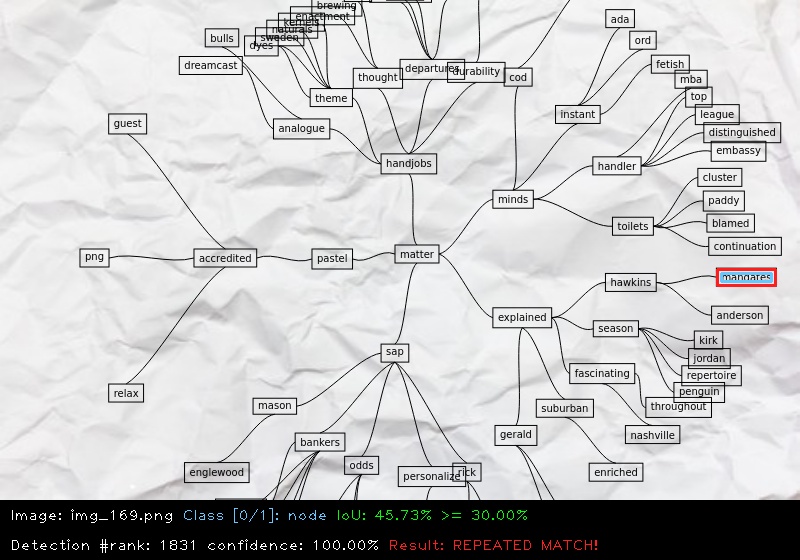 brewing
enactment
kernels
naturals
sweden
dyes
bulls
dreamcast
theme
thought
departures
durability
cod
analogue
handjobs
ada
ord
fetish
mba
top
league
distinguished
embassy
instant
handler
minds
toilets
cluster
paddy
blamed
continuation
guest
png
accredited
pastel
matter
relax
hawkins
mangates
anderson
explained
season
kirk
jordan
repertoire
penguin
throughout
fascinating
suburban
nashville
gerald
enriched
sap
mason
bankers
englewood
odds
personalize
rick
Image: img_169.png Class [0/1]: node IoU: 45.73% >= 30.00%
Detection #rank: 1831 confidence: 100.00% Result: REPEATED MATCH!